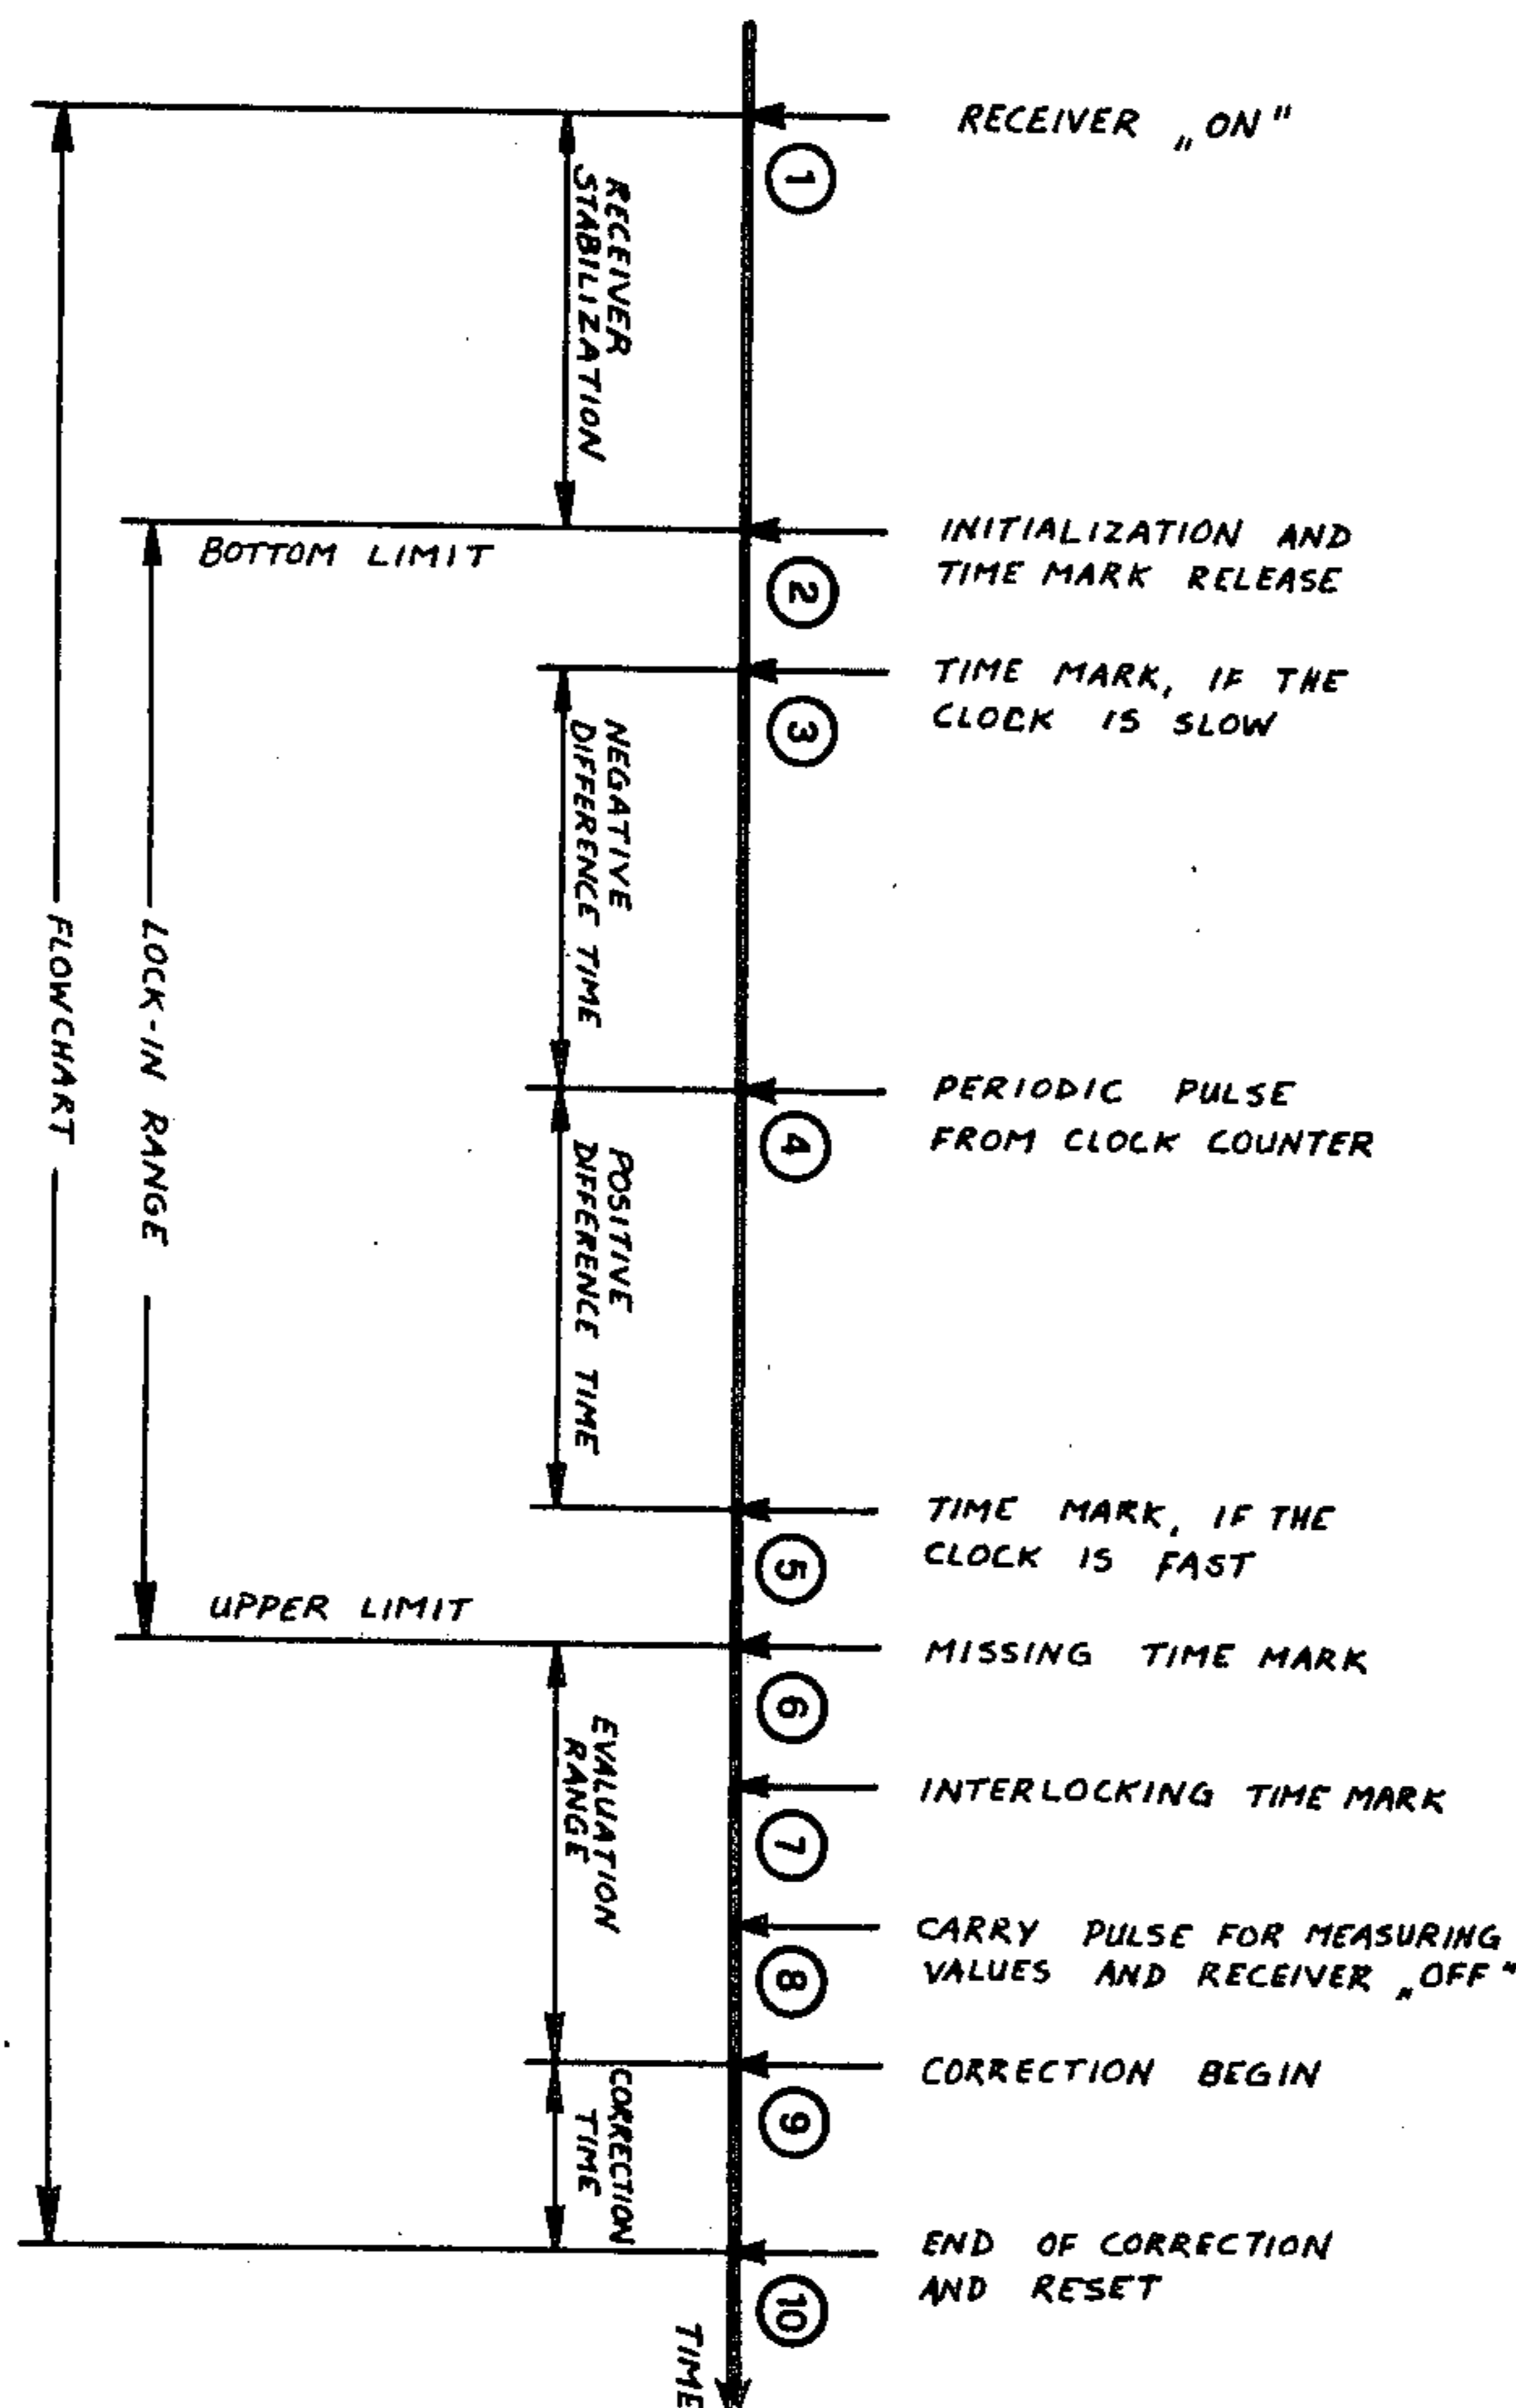 RECEIVER „ON"
1
RECEIVER
STABILIZATION
INITIALIZATION AND
TIME MARK RELEASE
BOTTOM LIMIT
2
TIME MARK, IF THE
CLOCK IS SLOW
3
NEGATIVE
DIFFERENCE TIME
FLOWCHART
LOCK-IN RANGE
PERIODIC PULSE
FROM CLOCK COUNTER
4
POSITIVE
DIFFERENCE TIME
TIME MARK, IF THE
CLOCK IS FAST
5
UPPER LIMIT
MISSING TIME MARK
6
EVALUATION
RANGE
INTERLOCKING TIME MARK
7
CARRY PULSE FOR MEASURING
VALUES AND RECEIVER „OFF"
8
CORRECTION BEGIN
9
CORRECTION
TIME
END OF CORRECTION
AND RESET
10
TIME